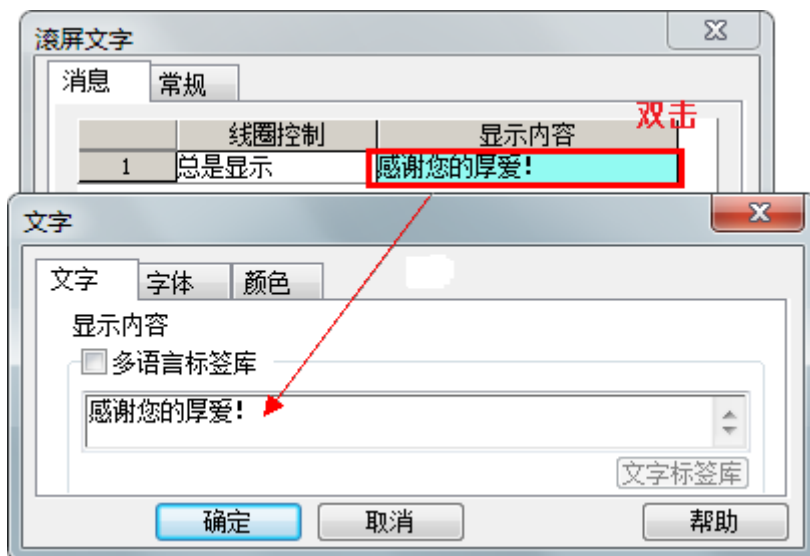 滚屏文字
消息 常规
双击
线圈控制 显示内容
1 总是显示 感谢您的厚爱!
文字
文字 字体 颜色
显示内容
多语言标签库
感谢您的厚爱!
文字标签库
确定 取消 帮助